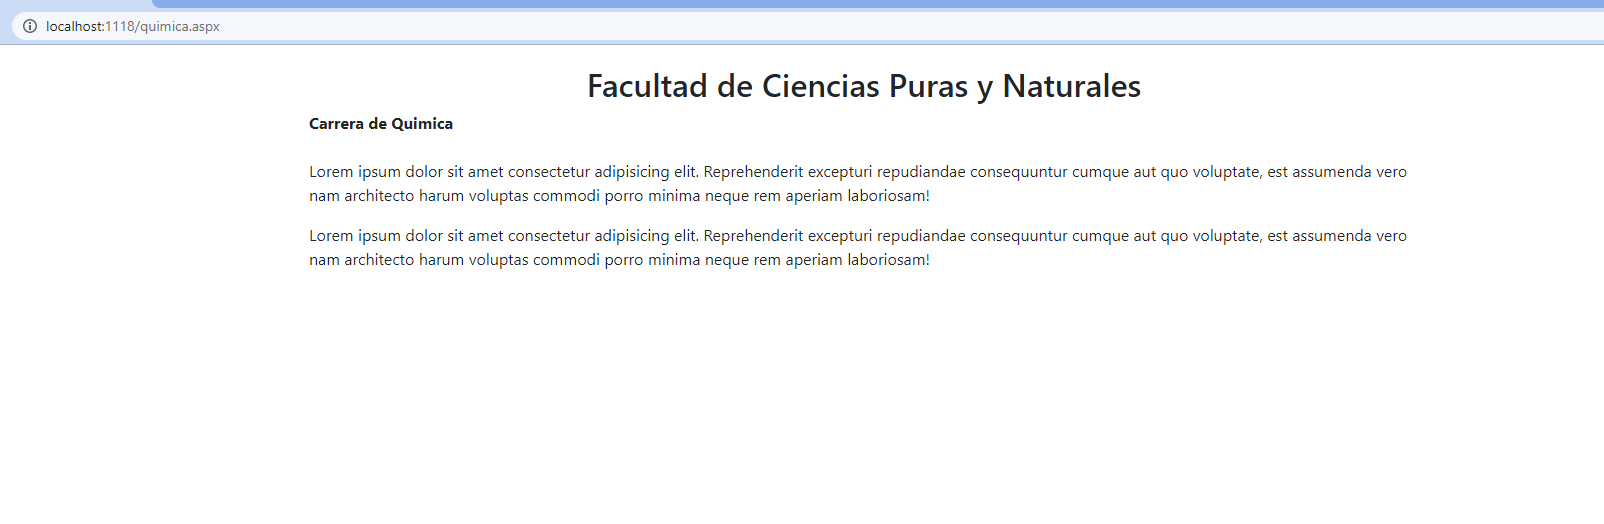 localhost:1118/quimica.aspx
Facultad de Ciencias Puras y Naturales
Carrera de Quimica
Lorem ipsum dolor sit amet consectetur adipisicing elit. Reprehenderit excepturi repudiandae consequuntur cumque aut quo voluptate, est assumenda vero
nam architecto harum voluptas commodi porro minima neque rem aperiam laboriosam!
Lorem ipsum dolor sit amet consectetur adipisicing elit. Reprehenderit excepturi repudiandae consequuntur cumque aut quo voluptate, est assumenda vero
nam architecto harum voluptas commodi porro minima neque rem aperiam laboriosam!